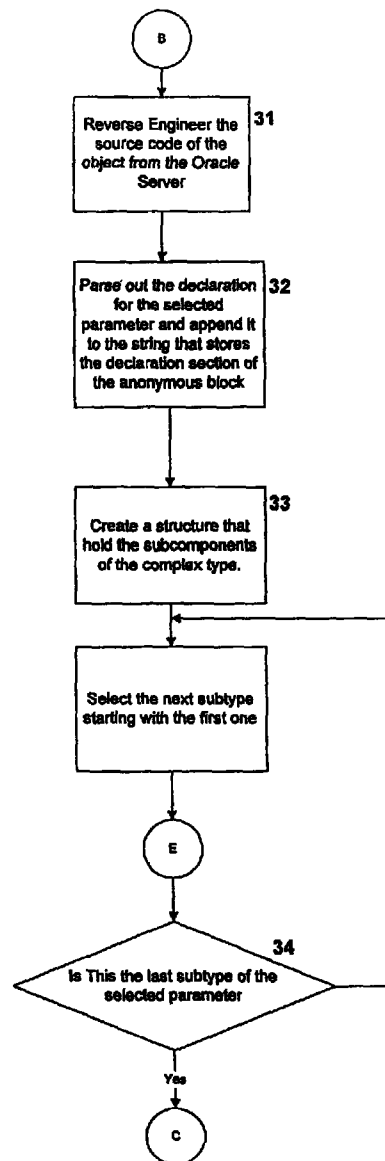 B
31
Reverse Engineer the
source code of the
object from the Oracle
Server
32
Parse out the declaration
for the selected
parameter and append it
to the string that stores
the declaration section of
the anonymous block
33
Create a structure that
hold the subcomponents
of the complex type.
Select the next subtype
starting with the first one
E
34
Is This the last subtype of the
selected parameter
Yes
C